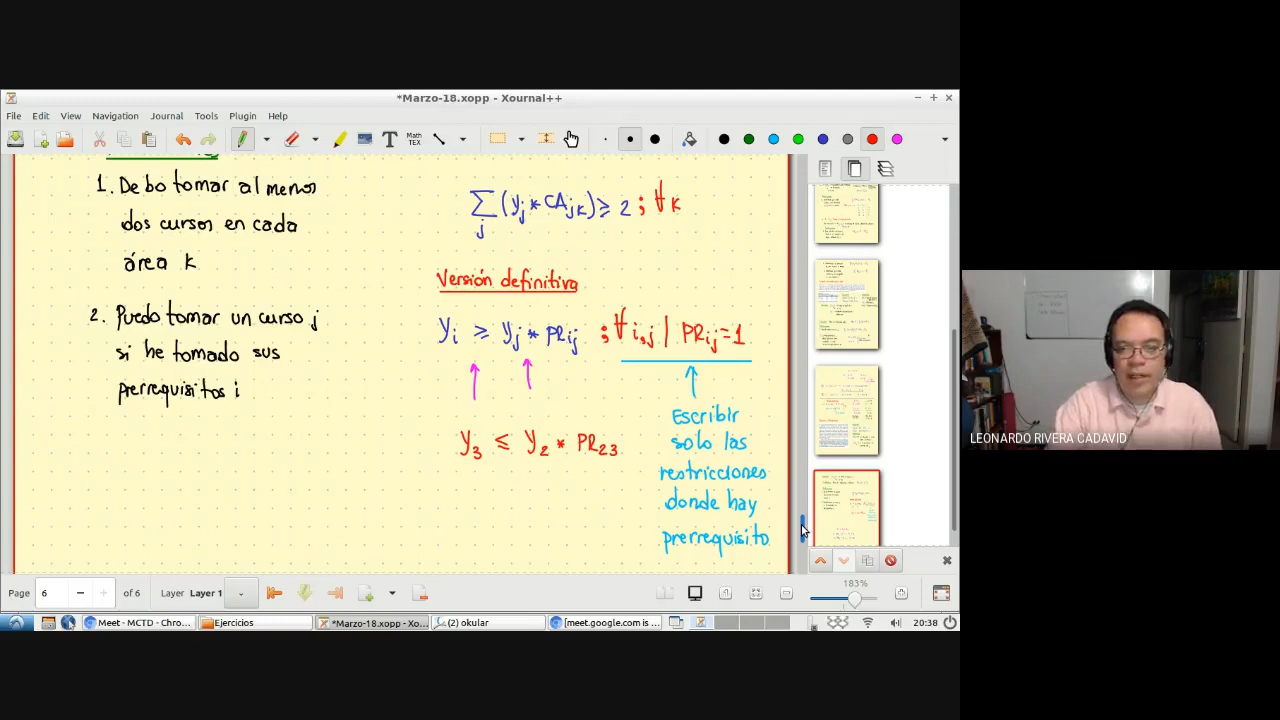 *Marzo-18.xopp - Xournal++
File Edit View Navigation Journal Tools Plugin Help
Math TEX
1. Debo tomar al menos
dos cursos en cada
área k
∑j (yj * CAjk) ≥ 2 ; ∀ k
Versión definitiva
2. Puedo tomar un curso j
si he tomado sus
perrequisitos i
yi ≥ yj * PRij ; ∀ i,j | PRij = 1
y3 ≤ y2 * PR23
Escribir
solo las
restricciones
donde hay
prerrequisito
LEONARDO RIVERA CADAVID
Page 6 of 6 Layer Layer 1 183%
Meet - MCTD - Chro... Ejercicios *Marzo-18.xopp - Xo... (2) okular [meet.google.com is ... 20:38